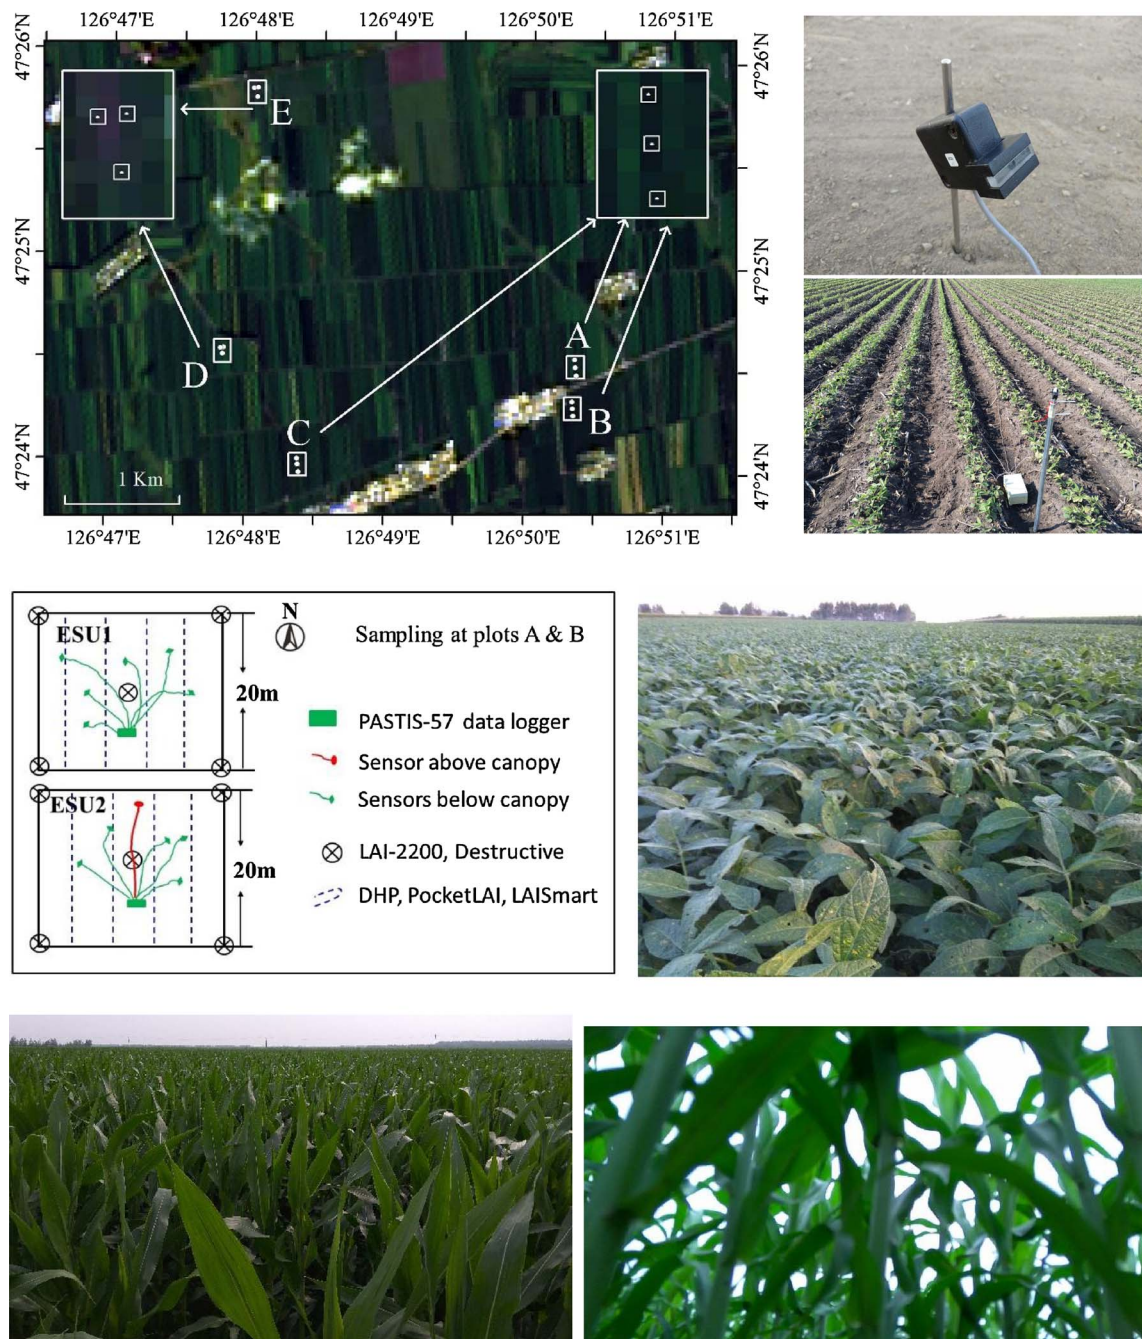 126°47'E 126°48'E 126°49'E 126°50'E 126°51'E
47°26'N
47°26'N
E
47°25'N
47°25'N
A
D
B
C
47°24'N
47°24'N
1 Km
126°47'E 126°48'E 126°49'E 126°50'E 126°51'E
ESU1
N
Sampling at plots A & B
20m
PASTIS-57 data logger
Sensor above canopy
ESU2
Sensors below canopy
20m
LAI-2200, Destructive
DHP, PocketLAI, LAISmart